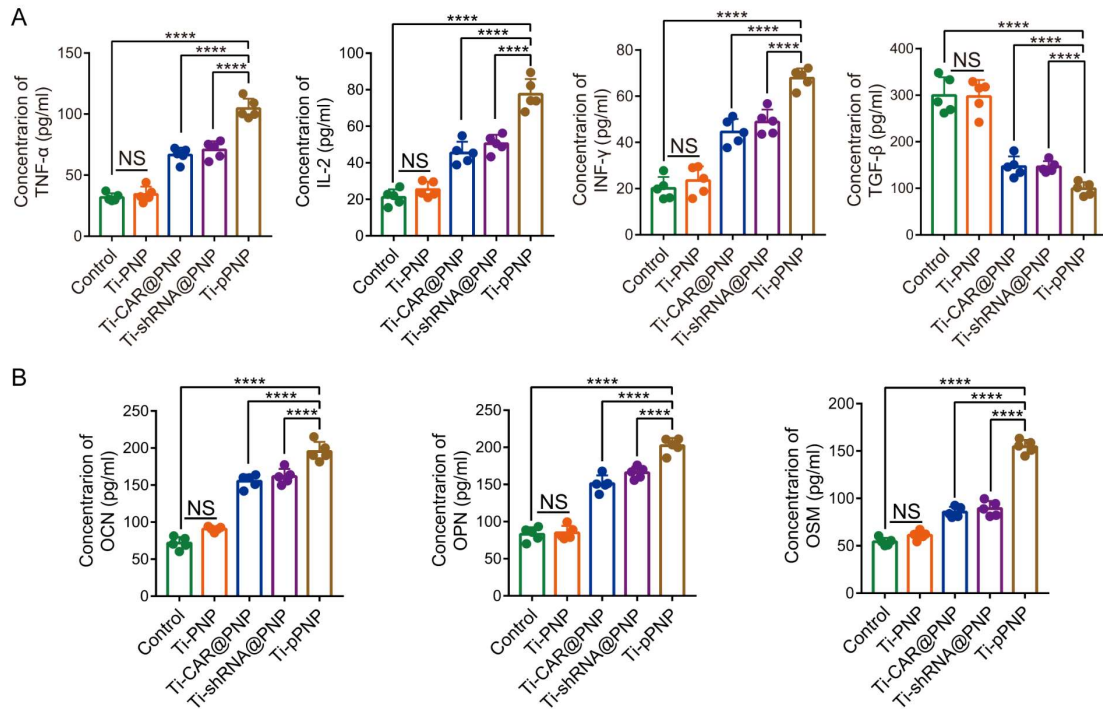 A
Concentrarion of
TNF-α (pg/ml)
150
100
50
0
****
****
****
NS
Control
Ti-PNP
Ti-CAR@PNP
Ti-shRNA@PNP
Ti-pPNP
Concentrarion of
IL-2 (pg/ml)
100
80
60
40
20
0
****
****
****
NS
Control
Ti-PNP
Ti-CAR@PNP
Ti-shRNA@PNP
Ti-pPNP
Concentrarion of
INF-γ (pg/ml)
80
60
40
20
0
****
****
****
NS
Control
Ti-PNP
Ti-CAR@PNP
Ti-shRNA@PNP
Ti-pPNP
Concentrarion of
TGF-β (pg/ml)
400
300
200
100
0
****
****
****
NS
Control
Ti-PNP
Ti-CAR@PNP
Ti-shRNA@PNP
Ti-pPNP
B
Concentrarion of
OCN (pg/ml)
250
200
150
100
50
0
****
****
****
NS
Control
Ti-PNP
Ti-CAR@PNP
Ti-shRNA@PNP
Ti-pPNP
Concentrarion of
OPN (pg/ml)
250
200
150
100
50
0
****
****
****
NS
Control
Ti-PNP
Ti-CAR@PNP
Ti-shRNA@PNP
Ti-pPNP
Concentrarion of
OSM (pg/ml)
200
150
100
50
0
****
****
****
NS
Control
Ti-PNP
Ti-CAR@PNP
Ti-shRNA@PNP
Ti-pPNP